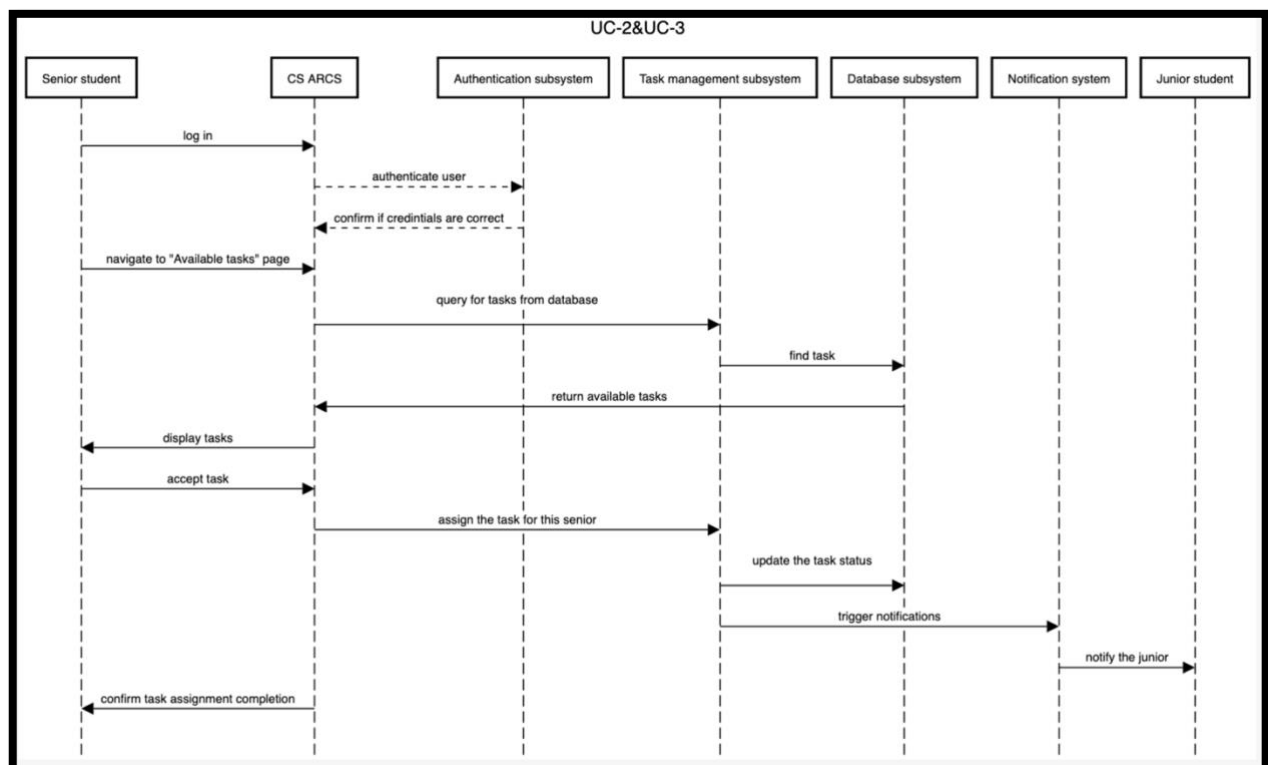 UC-2&UC-3
Senior student
CS ARCS
Authentication subsystem
Task management subsystem
Database subsystem
Notification system
Junior student
log in
authenticate user
confirm if credintials are correct
navigate to "Available tasks" page
query for tasks from database
find task
return available tasks
display tasks
accept task
assign the task for this senior
update the task status
trigger notifications
notify the junior
confirm task assignment completion